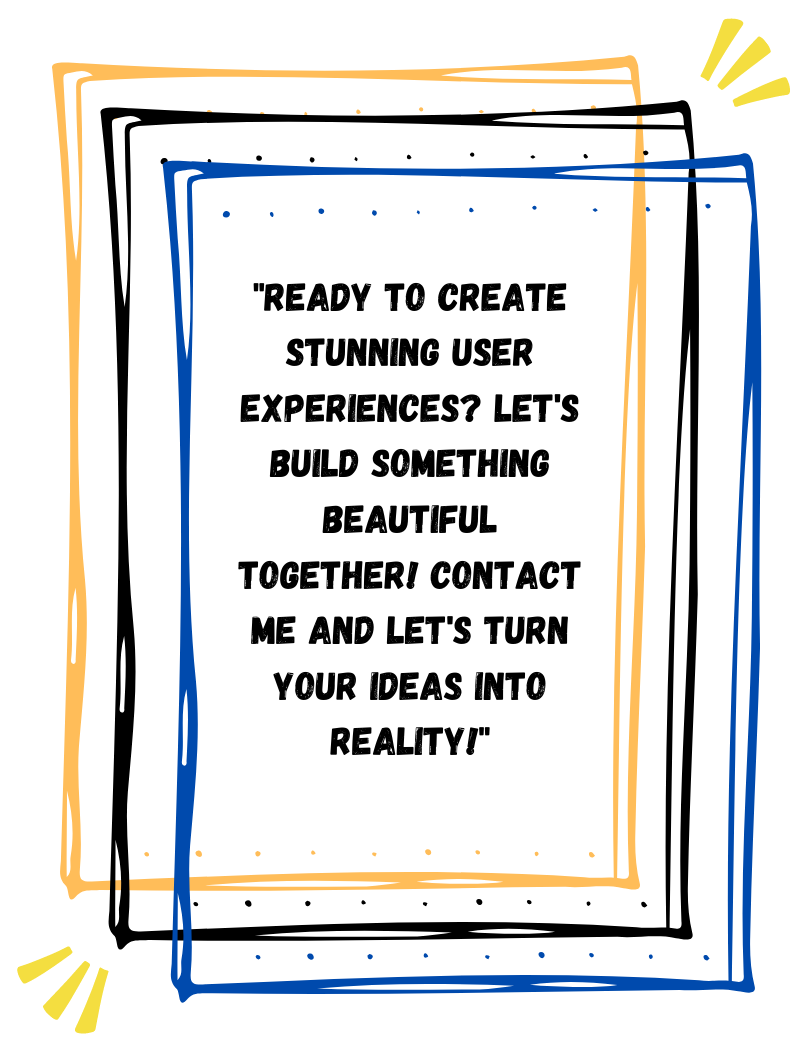 "READY TO CREATE
STUNNING USER
EXPERIENCES? LET'S
BUILD SOMETHING
BEAUTIFUL
TOGETHER! CONTACT
ME AND LET'S TURN
YOUR IDEAS INTO
REALITY!"